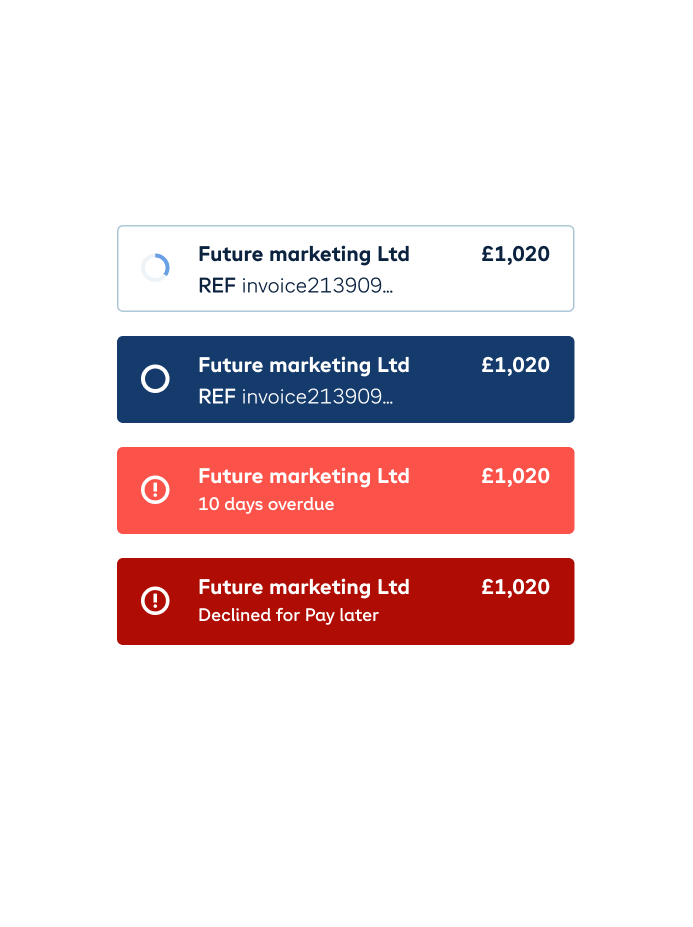 Future marketing Ltd £1,020
REF invoice213909...
Future marketing Ltd £1,020
REF invoice213909...
Future marketing Ltd £1,020
10 days overdue
Future marketing Ltd £1,020
Declined for Pay later